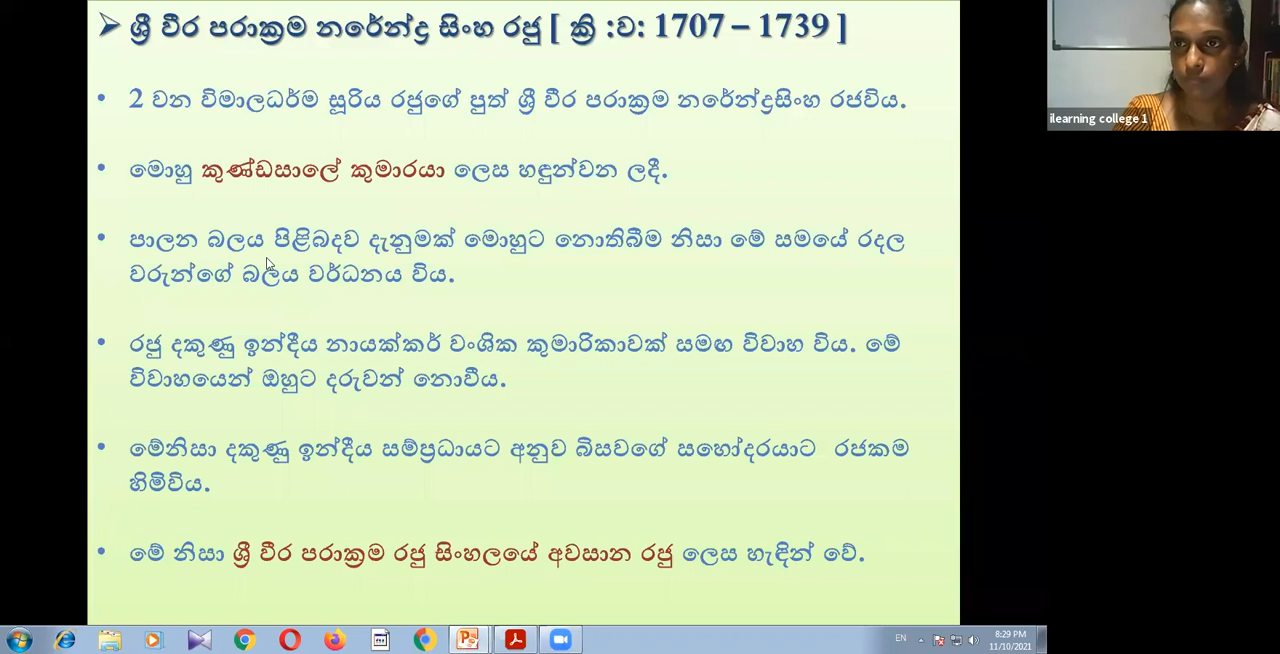 ➢ ශ්‍රී වීර පරාක්‍රම නරේන්ද්‍ර සිංහ රජු [ ක්‍රි :ව: 1707 – 1739 ]
• 2 වන විමාලධර්ම සූරිය රජුගේ පුත් ශ්‍රී වීර පරාක්‍රම නරේන්ද්‍රසිංහ රජවිය.
• මොහු කුණ්ඩසාලේ කුමාරයා ලෙස හඳුන්වන ලදී.
• පාලන බලය පිළිබදව දැනුමක් මොහුට නොතිබීම නිසා මේ සමයේ රදල
වරුන්ගේ බලය වර්ධනය විය.
• රජු දකුණු ඉන්දීය නායක්කර් වංශික කුමාරිකාවක් සමඟ විවාහ විය. මේ
විවාහයෙන් ඔහුට දරුවන් නොවීය.
• මේනිසා දකුණු ඉන්දීය සම්ප්‍රධායට අනුව බිසවගේ සහෝදරයාට රජකම
හිමිවිය.
• මේ නිසා ශ්‍රී වීර පරාක්‍රම රජු සිංහලයේ අවසාන රජු ලෙස හැඳින් වේ.
ilearning college 1
EN
8:29 PM
11/10/2021